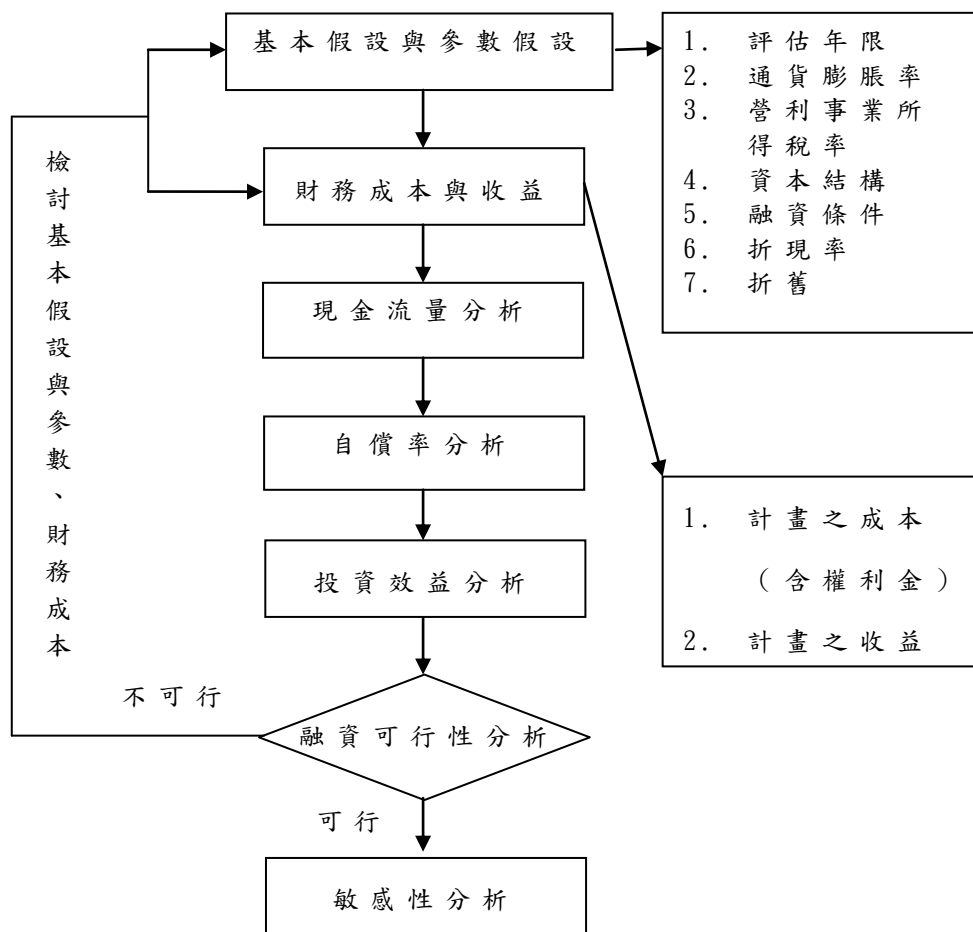 基本假設與參數假設
1. 評估年限
2. 通貨膨脹率
3. 營利事業所
得稅率
4. 資本結構
5. 融資條件
6. 折現率
7. 折舊
檢討基本假設與參數、財務成本
財務成本與收益
現金流量分析
自償率分析
1. 計畫之成本
(含權利金)
2. 計畫之收益
投資效益分析
不可行
融資可行性分析
可行
敏感性分析